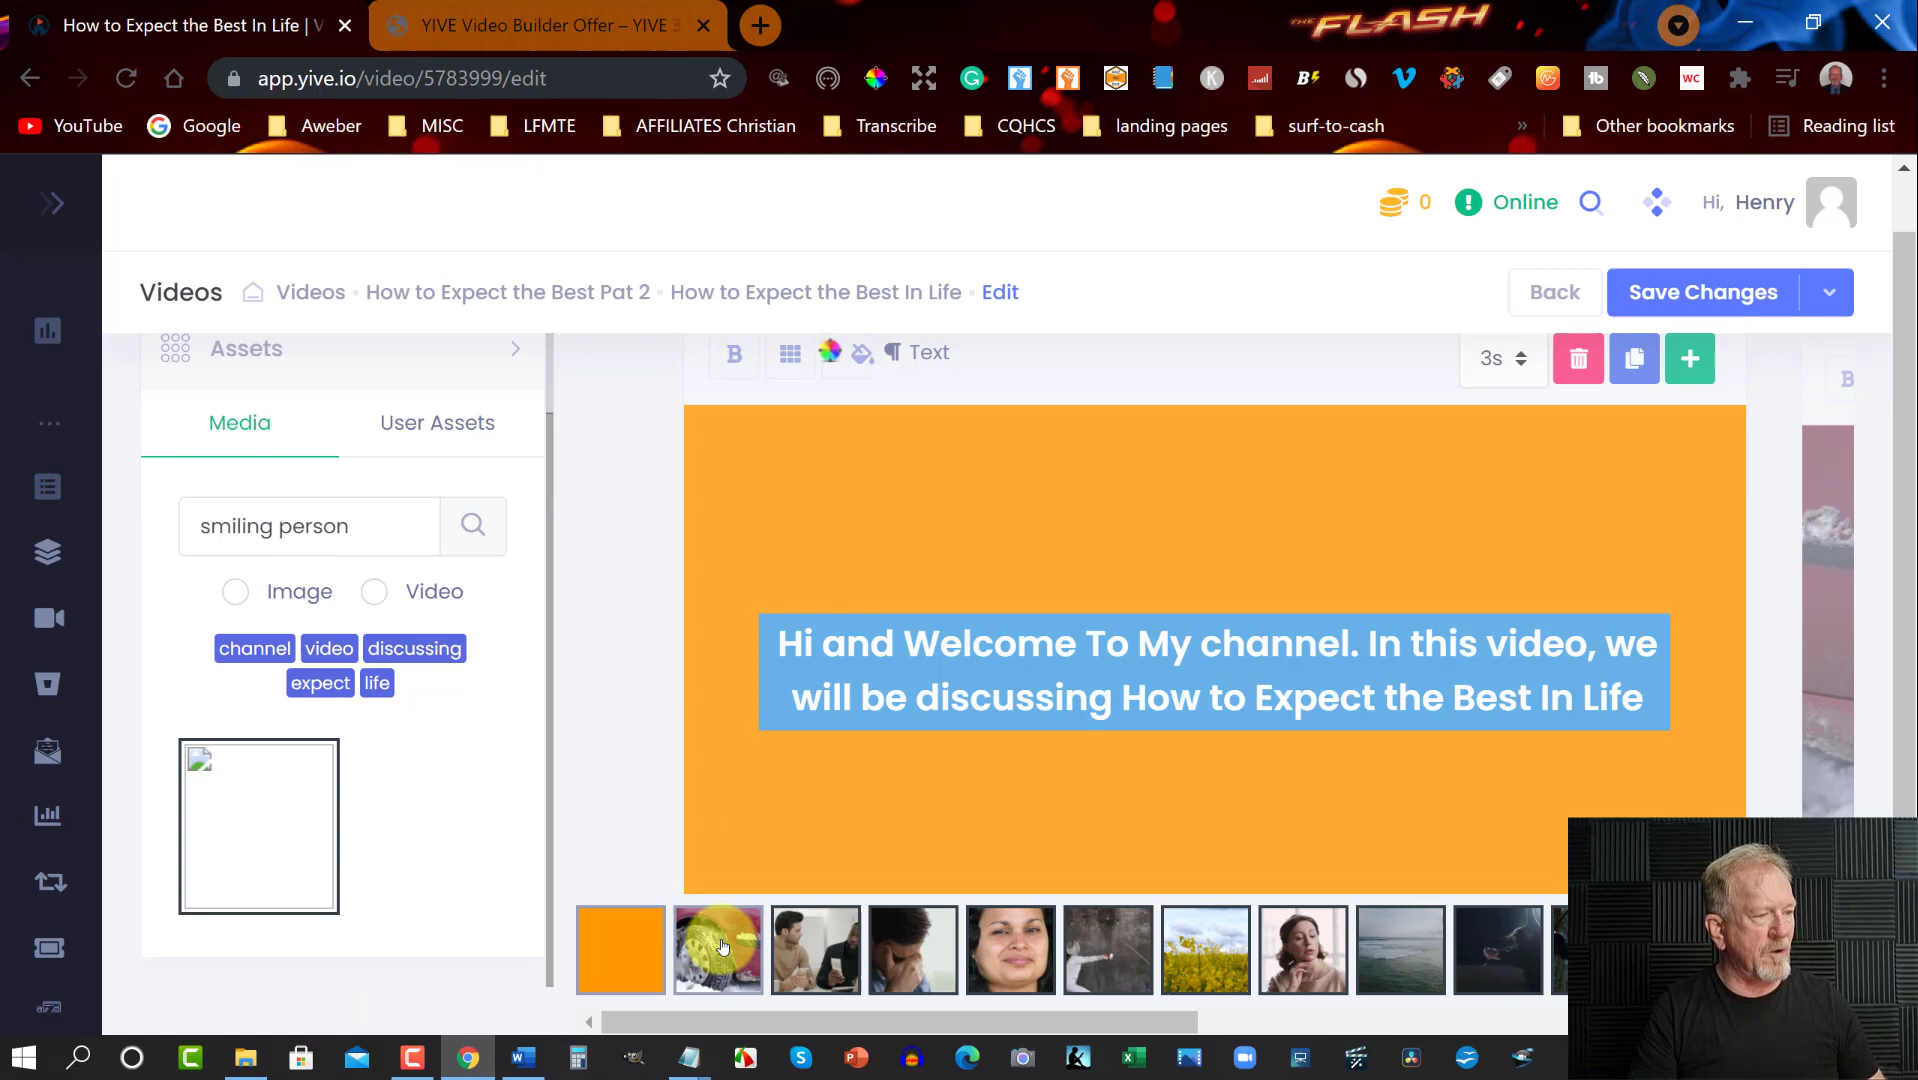 How to Expect the Best In Life | V
YIVE Video Builder Offer – YIVE 3
THE FLASH
app.yive.io/video/5783999/edit
YouTube Google Aweber MISC LFMTE AFFILIATES Christian Transcribe CQHCS landing pages surf-to-cash » Other bookmarks Reading list
0 Online Hi, Henry
Videos Videos • How to Expect the Best Pat 2 • How to Expect the Best In Life • Edit Back Save Changes
Assets
B Text 3s
Media User Assets
smiling person
Image Video
channel video discussing
expect life
Hi and Welcome To My channel. In this video, we
will be discussing How to Expect the Best In Life